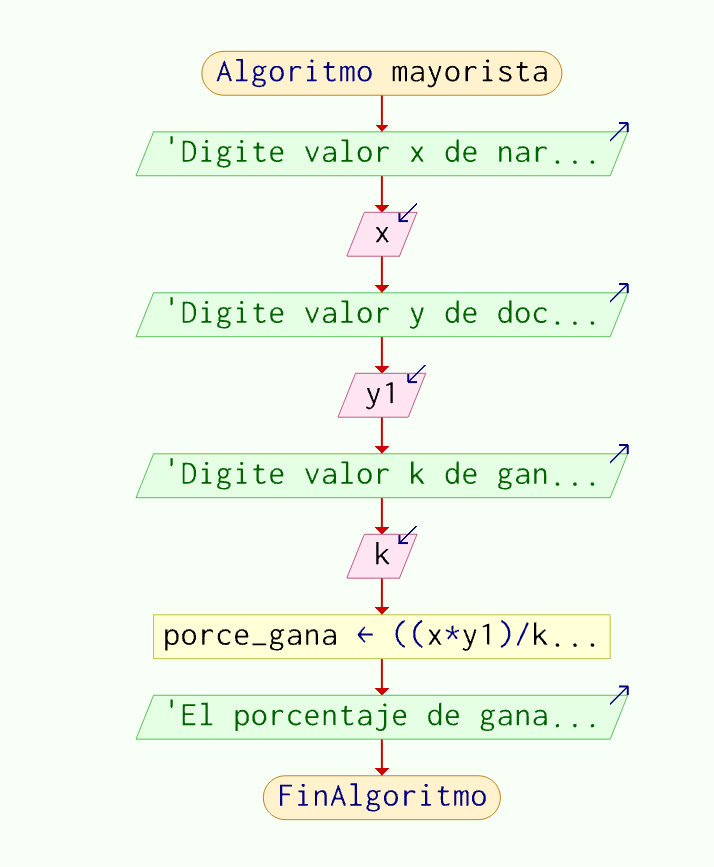 Algoritmo mayorista
'Digite valor x de nar...
x
'Digite valor y de doc...
y1
'Digite valor k de gan...
k
porce_gana ← ((x*y1)/k...
'El porcentaje de gana...
FinAlgoritmo